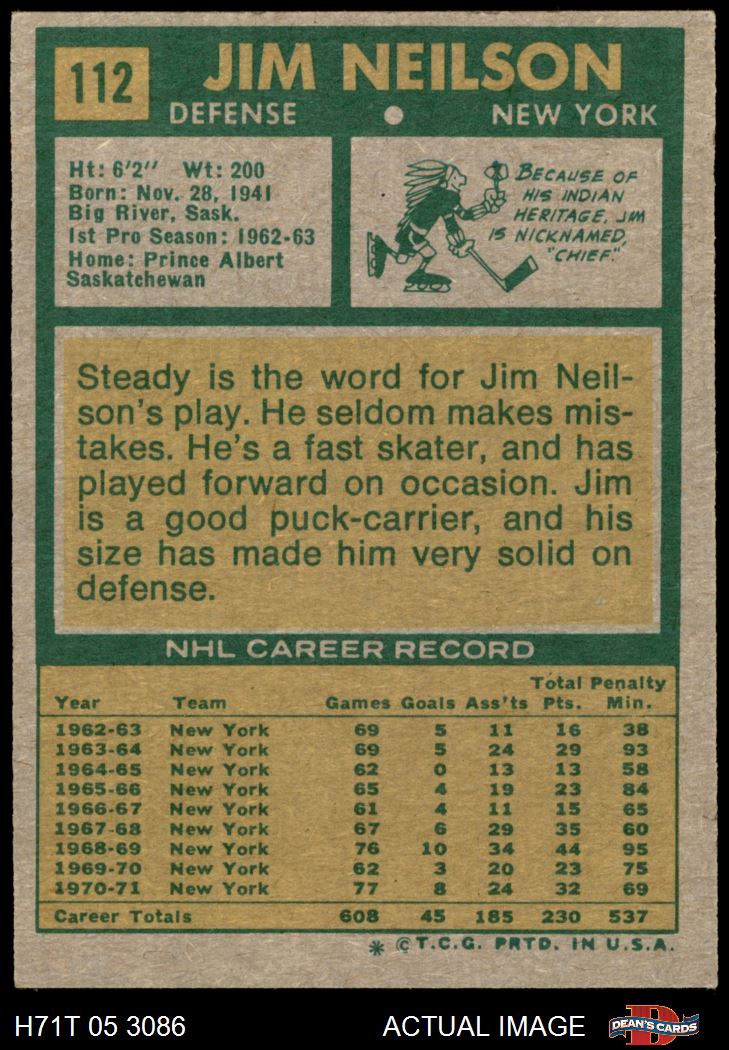 112
JIM NEILSON
DEFENSE
NEW YORK
Ht: 6'2" Wt: 200
Born: Nov. 28, 1941
Big River, Sask.
1st Pro Season: 1962-63
Home: Prince Albert
Saskatchewan
BECAUSE OF
HIS INDIAN
HERITAGE, JIM
IS NICKNAMED,
"CHIEF."
Steady is the word for Jim Neil-
son's play. He seldom makes mis-
takes. He's a fast skater, and has
played forward on occasion. Jim
is a good puck-carrier, and his
size has made him very solid on
defense.
NHL CAREER RECORD
Total Penalty
Year Team Games Goals Ass'ts Pts. Min.
1962-63 New York 69 5 11 16 38
1963-64 New York 69 5 24 29 93
1964-65 New York 62 0 13 13 58
1965-66 New York 65 4 19 23 84
1966-67 New York 61 4 11 15 65
1967-68 New York 67 6 29 35 60
1968-69 New York 76 10 34 44 95
1969-70 New York 62 3 20 23 75
1970-71 New York 77 8 24 32 69
Career Totals 608 45 185 230 537
* © T.C.G. PRTD. IN U.S.A.
H71T 05 3086
ACTUAL IMAGE
D
DEAN'S CARDS